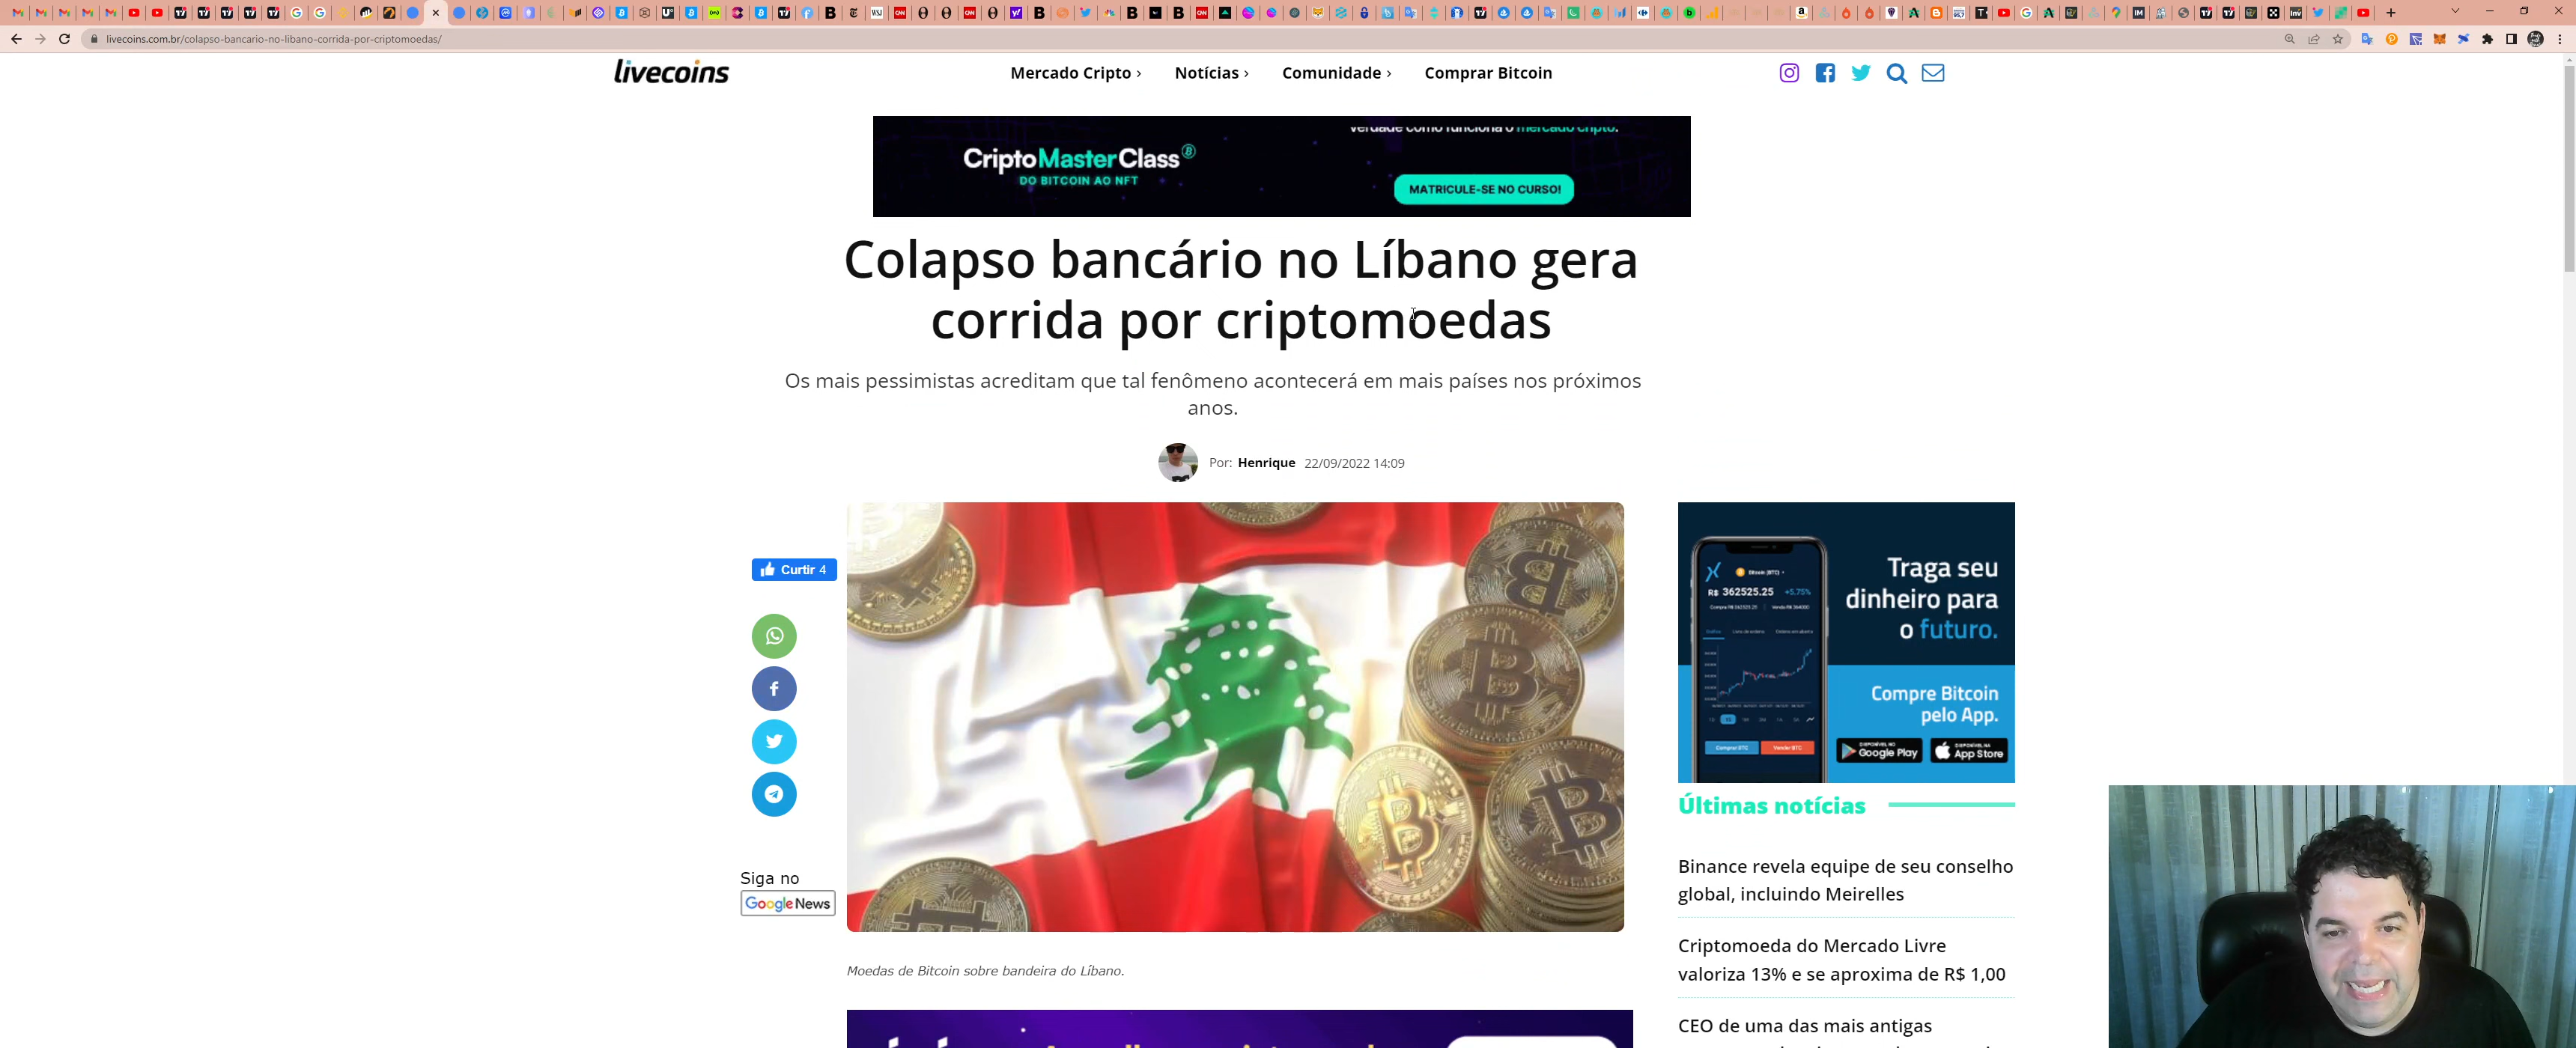 livecoins.com.br/colapso-bancario-no-libano-corrida-por-criptomoedas/
livecoins
Mercado Cripto
Notícias
Comunidade
Comprar Bitcoin
verdade como funciona o mercado cripto.
CriptoMasterClass
DO BITCOIN AO NFT
MATRICULE-SE NO CURSO!
Colapso bancário no Líbano gera
corrida por criptomoedas
Os mais pessimistas acreditam que tal fenômeno acontecerá em mais países nos próximos
anos.
Por: Henrique 22/09/2022 14:09
Curtir 4
Siga no
Google News
Moedas de Bitcoin sobre bandeira do Líbano.
Bitcoin (BTC)
R$ 362525.25 +5.75%
Traga seu
dinheiro para
o futuro.
Compre Bitcoin
pelo App.
Comprar BTC
Vender BTC
DISPONÍVEL NO
Google Play
App Store
Últimas notícias
Binance revela equipe de seu conselho
global, incluindo Meirelles
Criptomoeda do Mercado Livre
valoriza 13% e se aproxima de R$ 1,00
CEO de uma das mais antigas